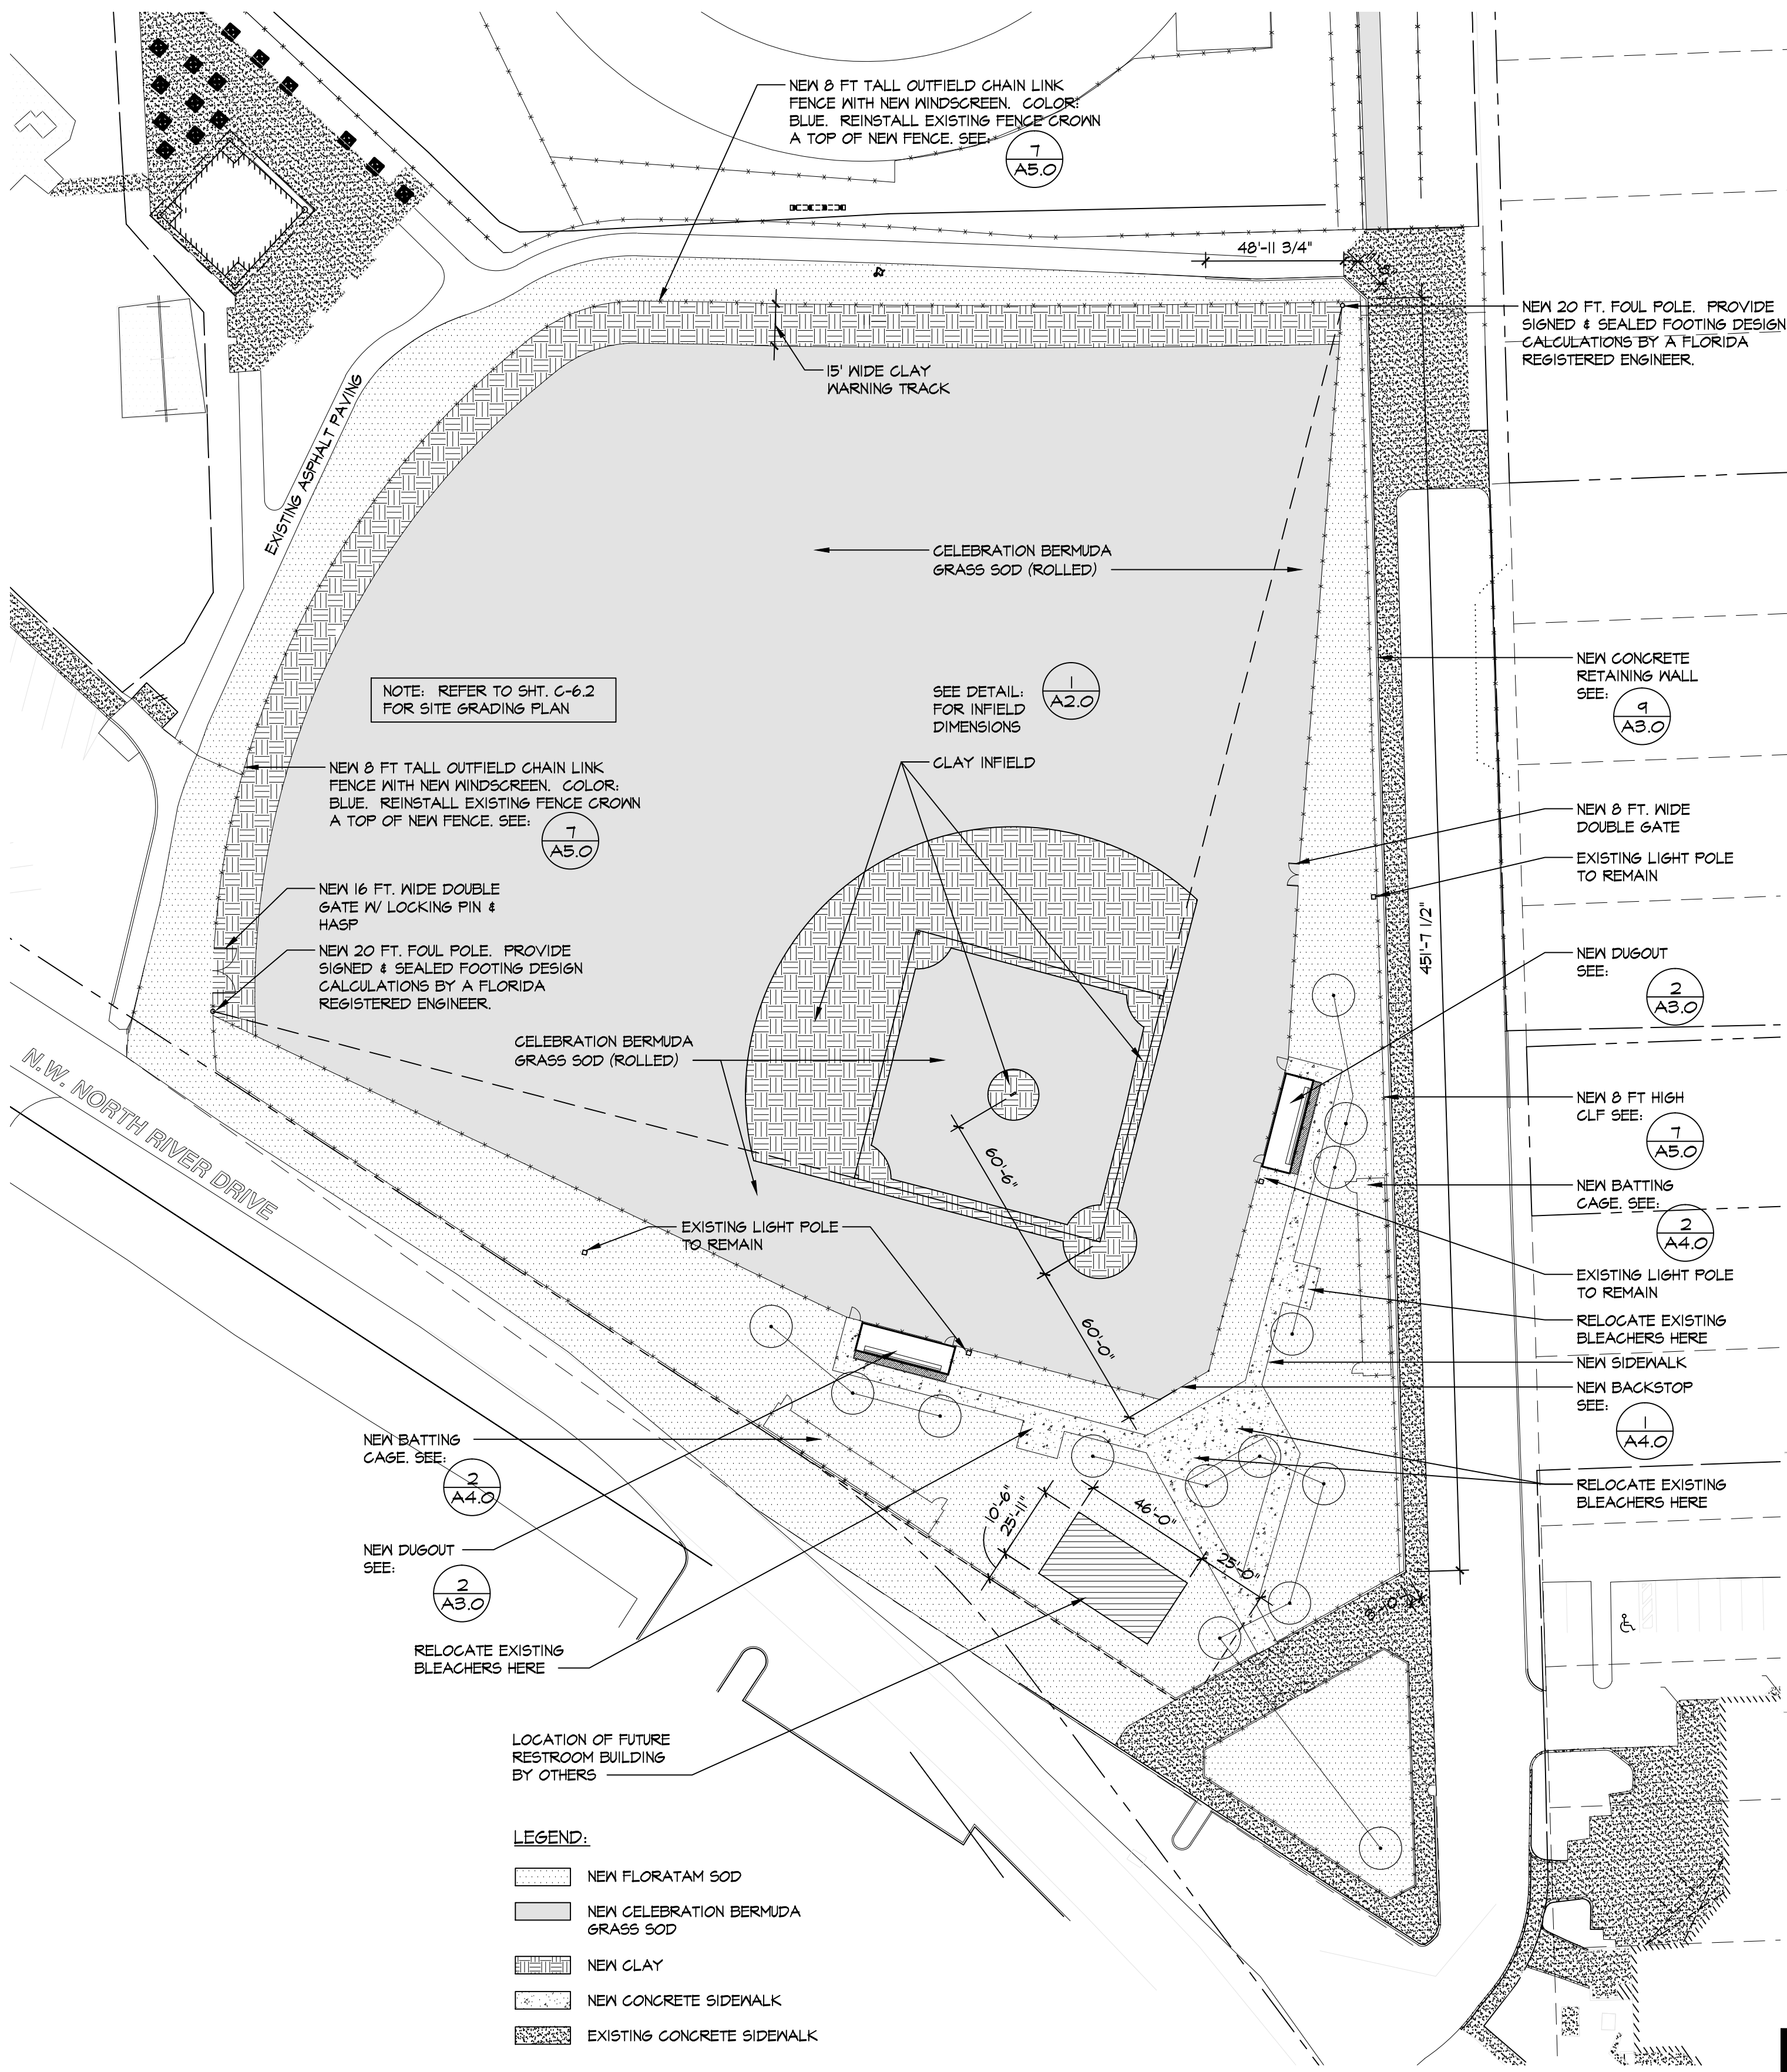 NEW 8 FT TALL OUTFIELD CHAIN LINK
FENCE WITH NEW WINDSCREEN. COLOR:
BLUE. REINSTALL EXISTING FENCE CROWN
A TOP OF NEW FENCE. SEE:
7
A5.0
48'-11 3/4"
NEW 20 FT. FOUL POLE. PROVIDE
SIGNED & SEALED FOOTING DESIGN
CALCULATIONS BY A FLORIDA
REGISTERED ENGINEER.
15' WIDE CLAY
WARNING TRACK
EXISTING ASPHALT PAVING
CELEBRATION BERMUDA
GRASS SOD (ROLLED)
NOTE: REFER TO SHT. C-6.2
FOR SITE GRADING PLAN
SEE DETAIL:
FOR INFIELD
DIMENSIONS
1
A2.0
NEW CONCRETE
RETAINING WALL
SEE:
9
A3.0
CLAY INFIELD
NEW 8 FT TALL OUTFIELD CHAIN LINK
FENCE WITH NEW WINDSCREEN. COLOR:
BLUE. REINSTALL EXISTING FENCE CROWN
A TOP OF NEW FENCE. SEE:
7
A5.0
NEW 8 FT. WIDE
DOUBLE GATE
EXISTING LIGHT POLE
TO REMAIN
NEW 16 FT. WIDE DOUBLE
GATE W/ LOCKING PIN &
HASP
451'-7 1/2"
NEW 20 FT. FOUL POLE. PROVIDE
SIGNED & SEALED FOOTING DESIGN
CALCULATIONS BY A FLORIDA
REGISTERED ENGINEER.
NEW DUGOUT
SEE:
2
A3.0
CELEBRATION BERMUDA
GRASS SOD (ROLLED)
N.W. NORTH RIVER DRIVE
NEW 8 FT HIGH
CLF SEE:
7
A5.0
60'-6"
NEW BATTING
CAGE. SEE:
2
A4.0
EXISTING LIGHT POLE
TO REMAIN
EXISTING LIGHT POLE
TO REMAIN
60'-0"
RELOCATE EXISTING
BLEACHERS HERE
NEW SIDEWALK
NEW BACKSTOP
SEE:
1
A4.0
NEW BATTING
CAGE. SEE:
2
A4.0
RELOCATE EXISTING
BLEACHERS HERE
10'-6"
25'-11"
46'-0"
25'-0"
NEW DUGOUT
SEE:
2
A3.0
RELOCATE EXISTING
BLEACHERS HERE
LOCATION OF FUTURE
RESTROOM BUILDING
BY OTHERS
LEGEND:
NEW FLORATAM SOD
NEW CELEBRATION BERMUDA
GRASS SOD
NEW CLAY
NEW CONCRETE SIDEWALK
EXISTING CONCRETE SIDEWALK